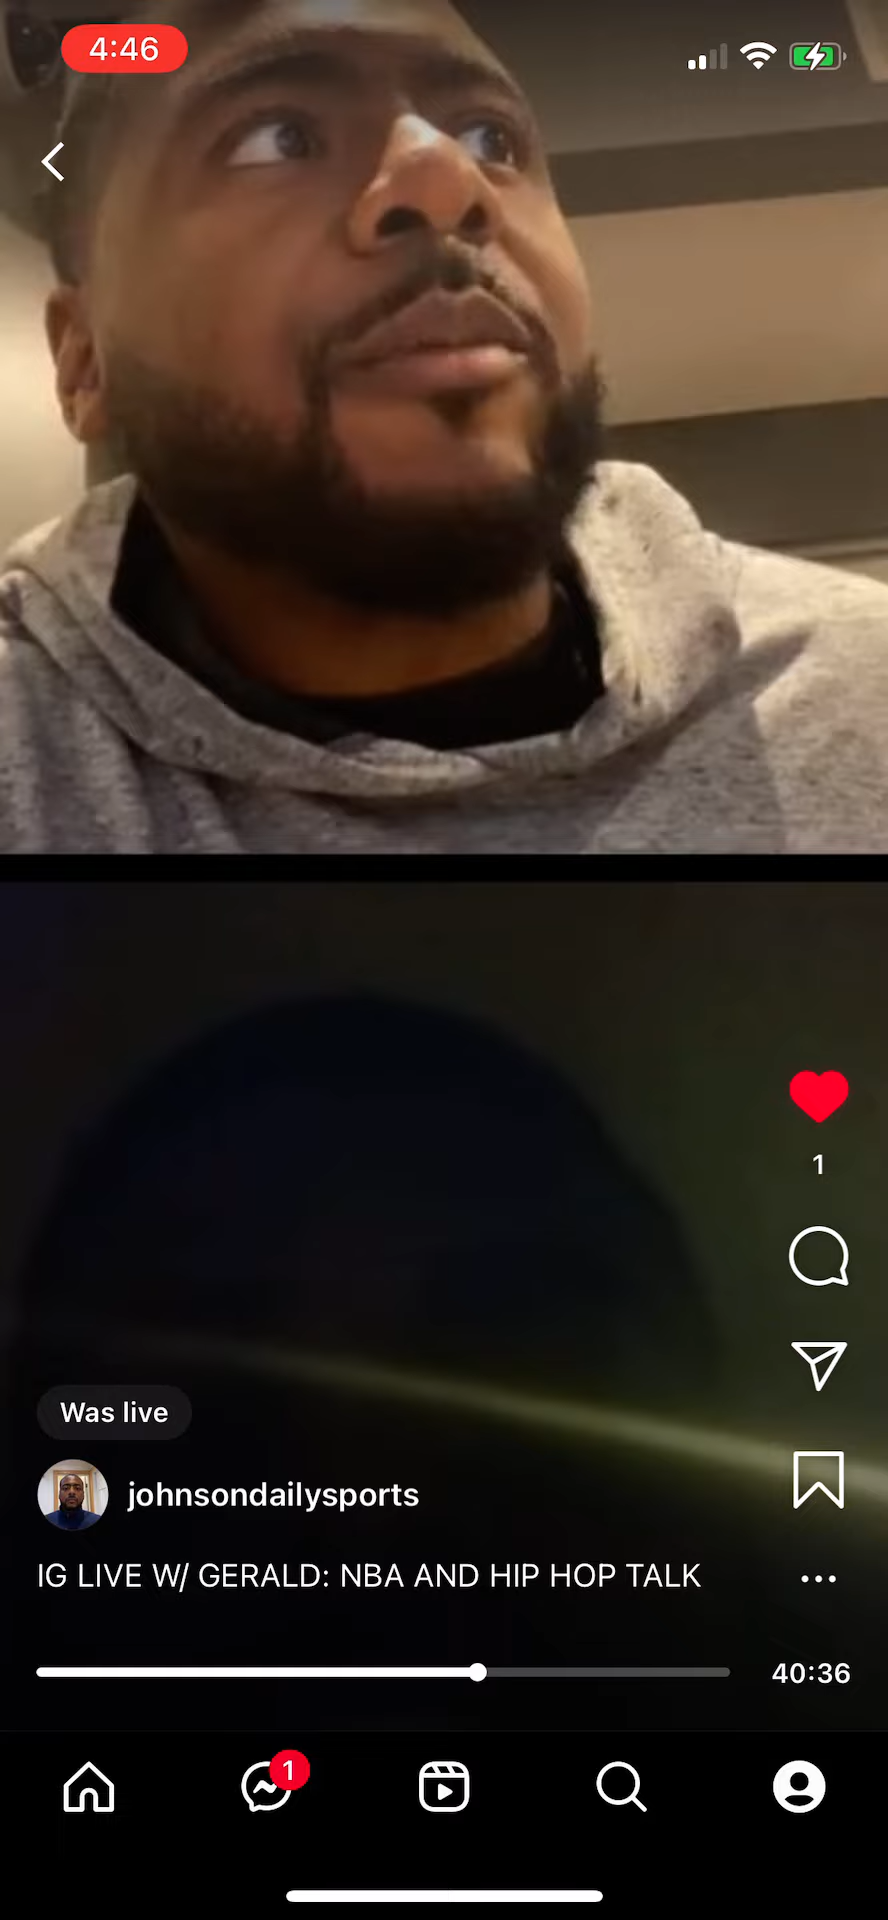 4:46
1
Was live
johnsondailysports
IG LIVE W/ GERALD: NBA AND HIP HOP TALK
40:36
1